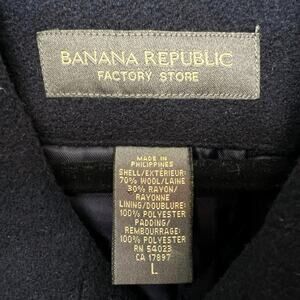 BANANA REPUBLIC
FACTORY STORE
MADE IN
PHILIPPINES
SHELL/EXTÉRIEUR:
70% WOOL/LAINE
30% RAYON/
RAYONNE
LINING/DOUBLURE:
100% POLYESTER
PADDING/
REMBOURRAGE:
100% POLYESTER
RN 54023
CA 17897
L